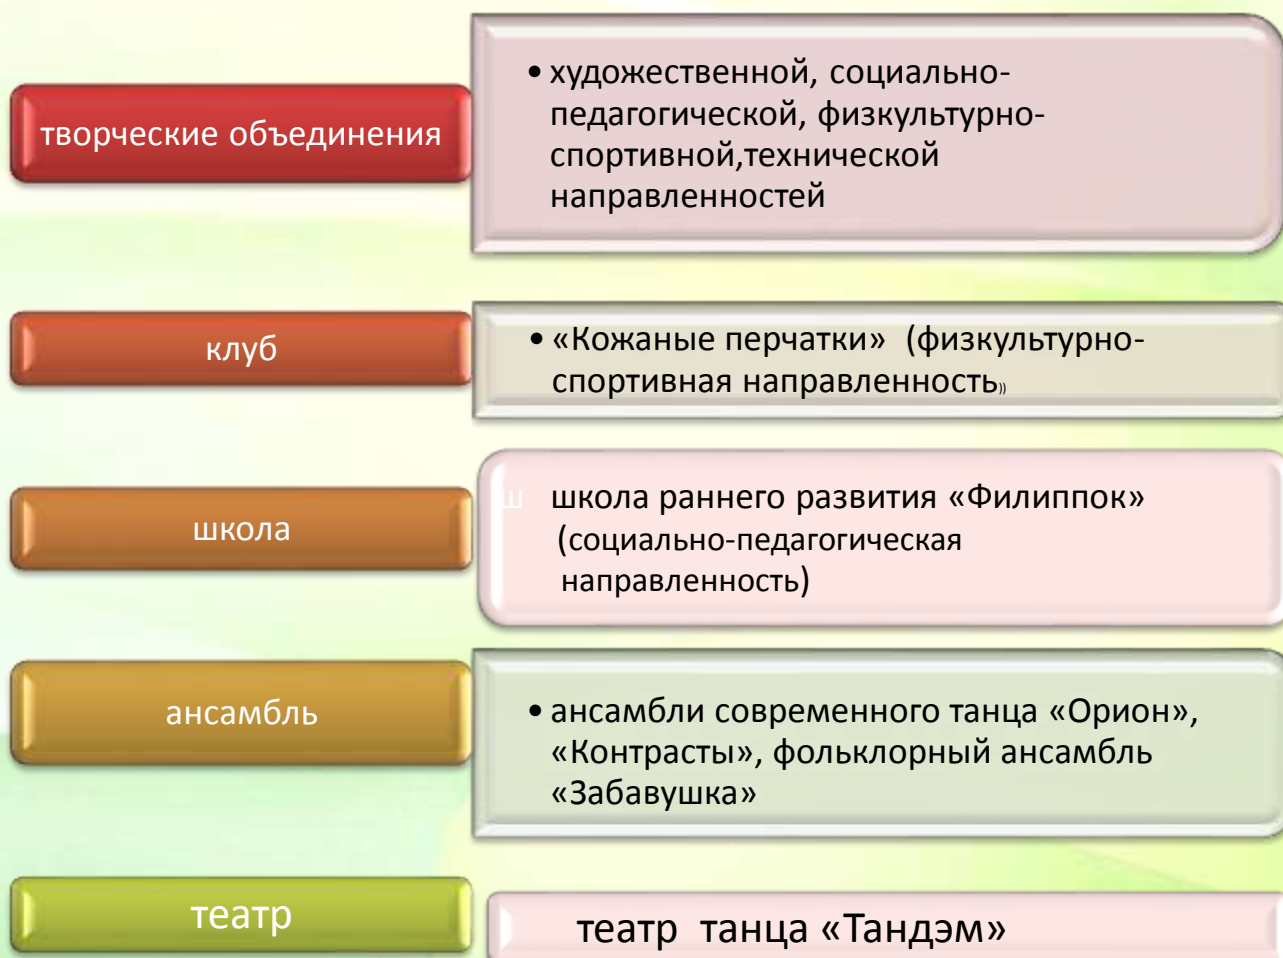 творческие объединения
• художественной, социально-
педагогической, физкультурно-
спортивной,технической
направленностей
клуб
• «Кожаные перчатки» (физкультурно-
спортивная направленность))
школа
ш школа раннего развития «Филиппок»
(социально-педагогическая
направленность)
ансамбль
• ансамбли современного танца «Орион»,
«Контрасты», фольклорный ансамбль
«Забавушка»
театр
театр танца «Тандэм»